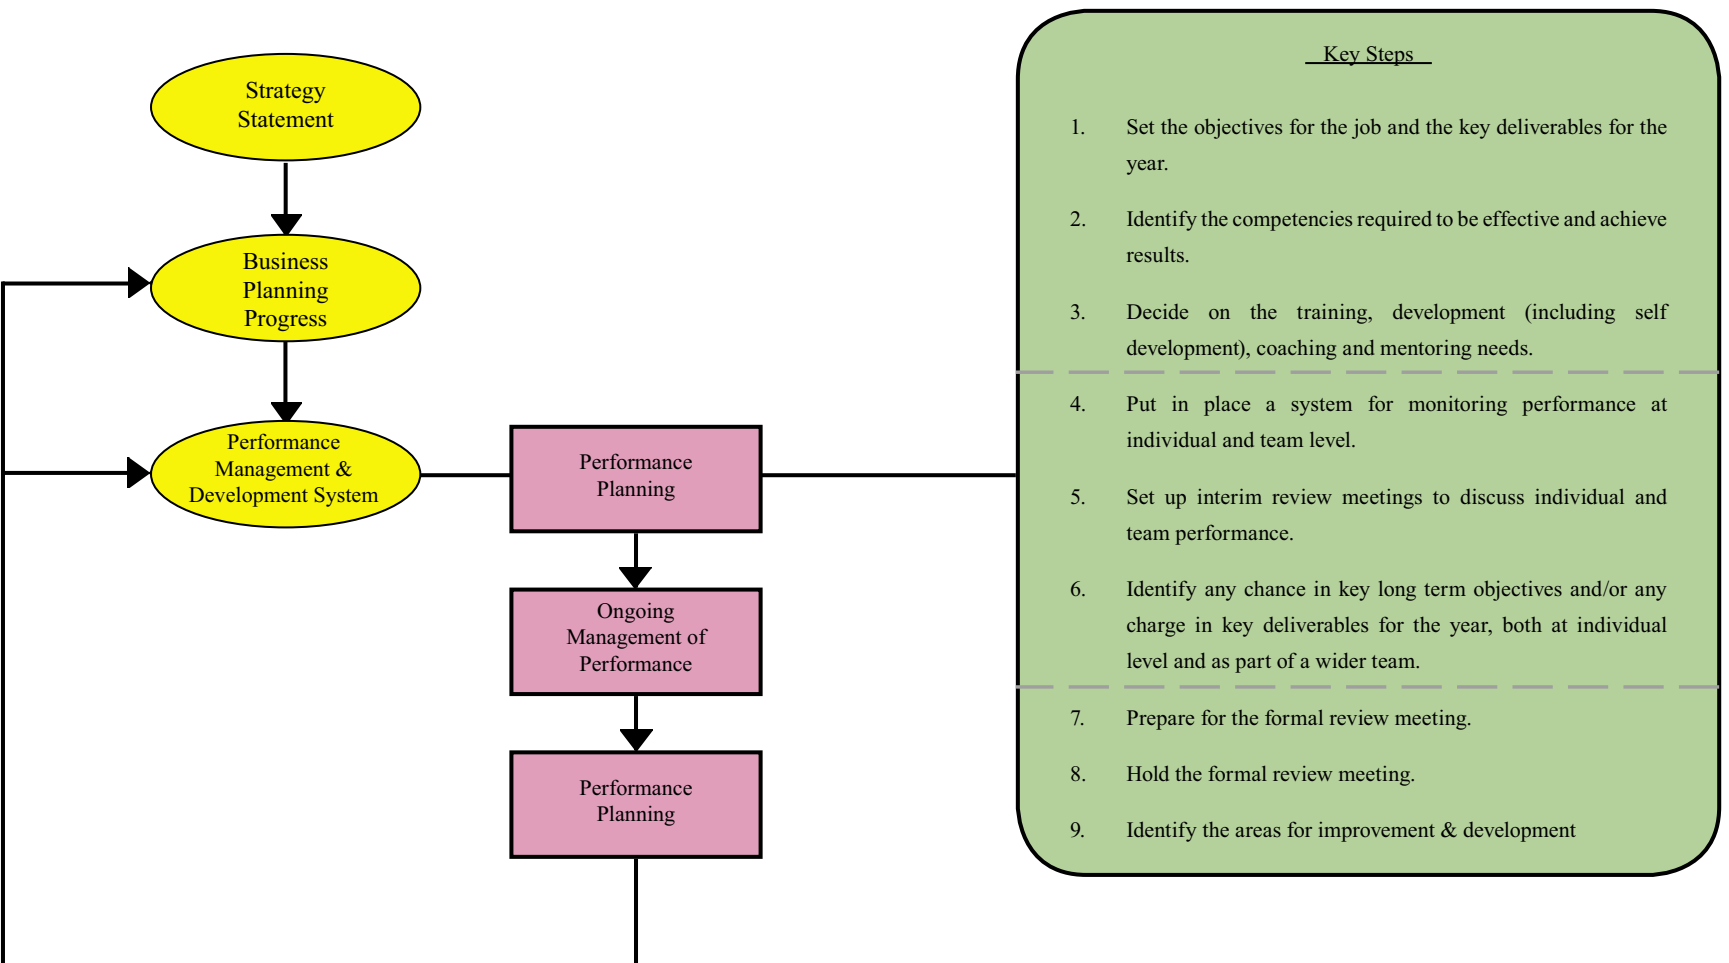 Strategy
Statement
Business
Planning
Progress
Performance
Management &
Development System
Performance
Planning
Ongoing
Management of
Performance
Performance
Planning
Key Steps
1. Set the objectives for the job and the key deliverables for the
year.
2. Identify the competencies required to be effective and achieve
results.
3. Decide on the training, development (including self
development), coaching and mentoring needs.
4. Put in place a system for monitoring performance at
individual and team level.
5. Set up interim review meetings to discuss individual and
team performance.
6. Identify any chance in key long term objectives and/or any
charge in key deliverables for the year, both at individual
level and as part of a wider team.
7. Prepare for the formal review meeting.
8. Hold the formal review meeting.
9. Identify the areas for improvement & development